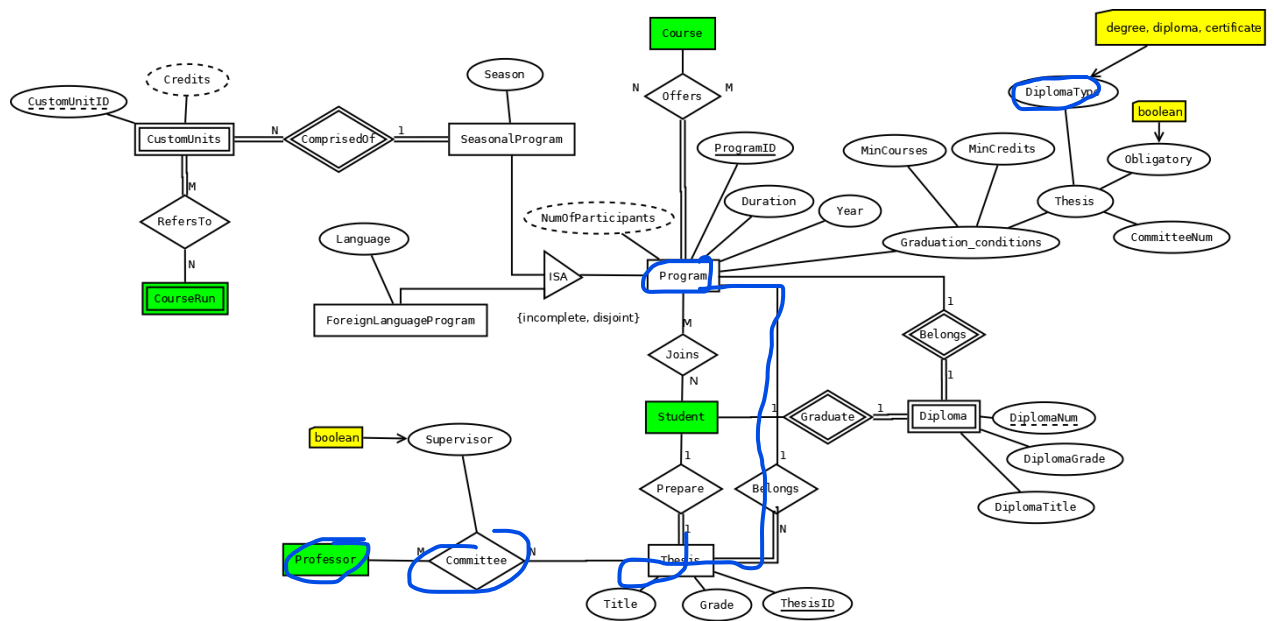 Course
degree, diploma, certificate
Credits
Season
CustomUnitID
N
Offers
M
DiplomaType
boolean
CustomUnits
N
ComprisedOf
1
SeasonalProgram
ProgramID
MinCourses
MinCredits
Obligatory
M
RefersTo
NumOfParticipants
Duration
Year
Thesis
Language
Graduation_conditions
CommitteeNum
N
ISA
Program
CourseRun
ForeignLanguageProgram
{incomplete, disjoint}
M
1
Belongs
Joins
N
1
Student
1
Graduate
1
Diploma
DiplomaNum
boolean
Supervisor
1
1
DiplomaGrade
Prepare
Belongs
DiplomaTitle
1
1
N
Professor
M
Committee
N
Thesis
Title
Grade
ThesisID